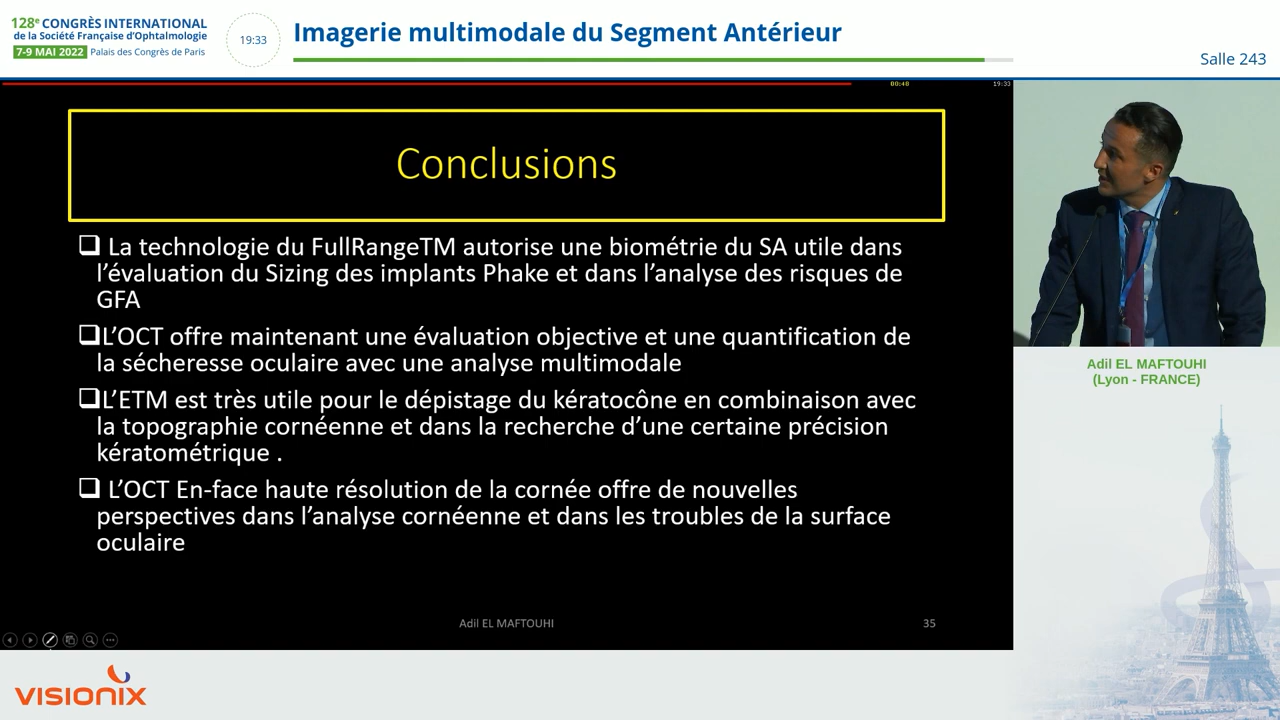 128e CONGRÈS INTERNATIONAL
de la Société Française d'Ophtalmologie
7-9 MAI 2022 Palais des Congrès de Paris
19:33
Imagerie multimodale du Segment Antérieur
Salle 243
00:48
19:33
Conclusions
La technologie du FullRangeTM autorise une biométrie du SA utile dans
l'évaluation du Sizing des implants Phake et dans l'analyse des risques de
GFA
L'OCT offre maintenant une évaluation objective et une quantification de
la sécheresse oculaire avec une analyse multimodale
L'ETM est très utile pour le dépistage du kératocône en combinaison avec
la topographie cornéenne et dans la recherche d'une certaine précision
kératométrique .
L'OCT En-face haute résolution de la cornée offre de nouvelles
perspectives dans l'analyse cornéenne et dans les troubles de la surface
oculaire
Adil EL MAFTOUHI
35
Adil EL MAFTOUHI
(Lyon - FRANCE)
VISIONIX